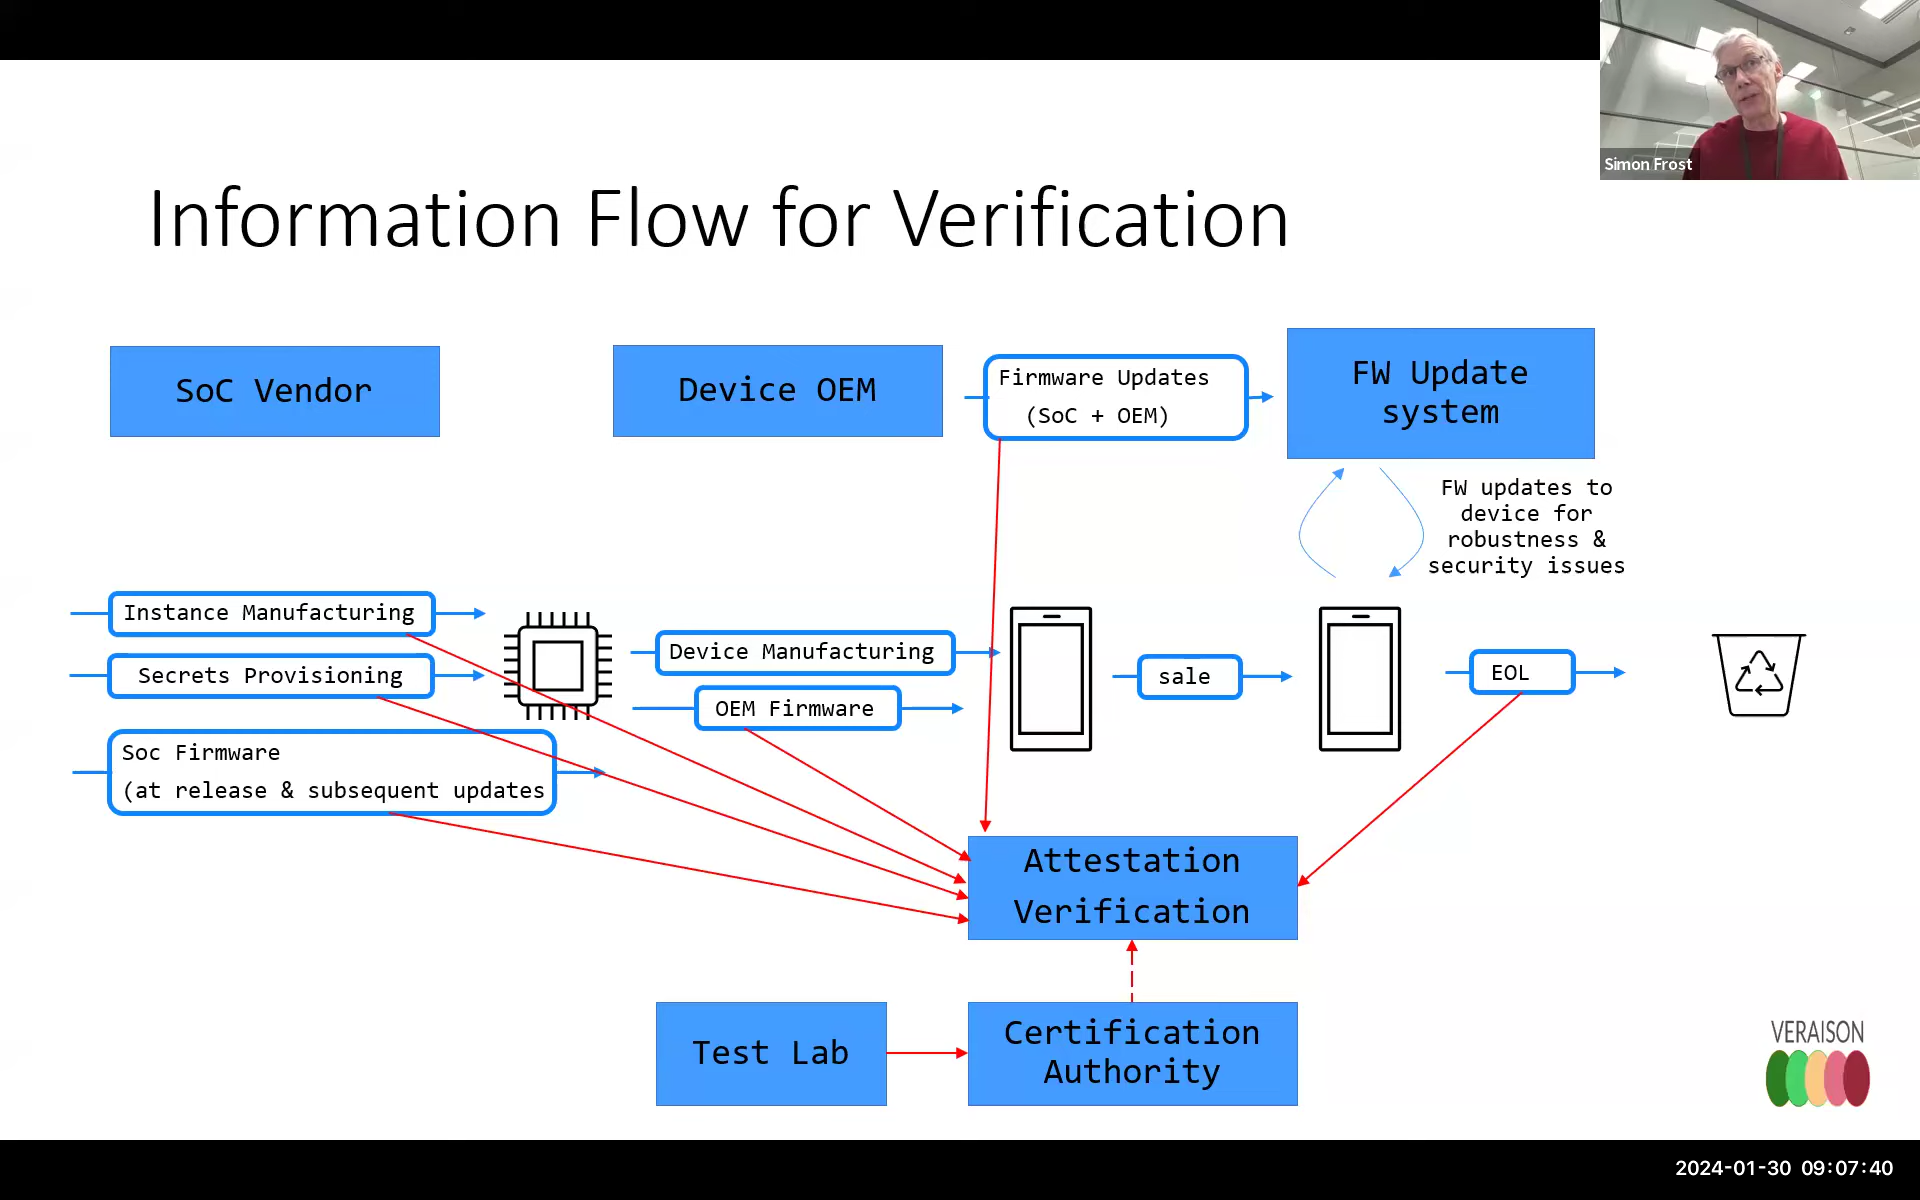 Simon Frost
Information Flow for Verification
SoC Vendor
Device OEM
Firmware Updates
(SoC + OEM)
FW Update
system
FW updates to
device for
robustness &
security issues
Instance Manufacturing
Secrets Provisioning
Soc Firmware
(at release & subsequent updates
Device Manufacturing
OEM Firmware
sale
EOL
Attestation
Verification
Test Lab
Certification
Authority
VERAISON
2024-01-30 09:07:40